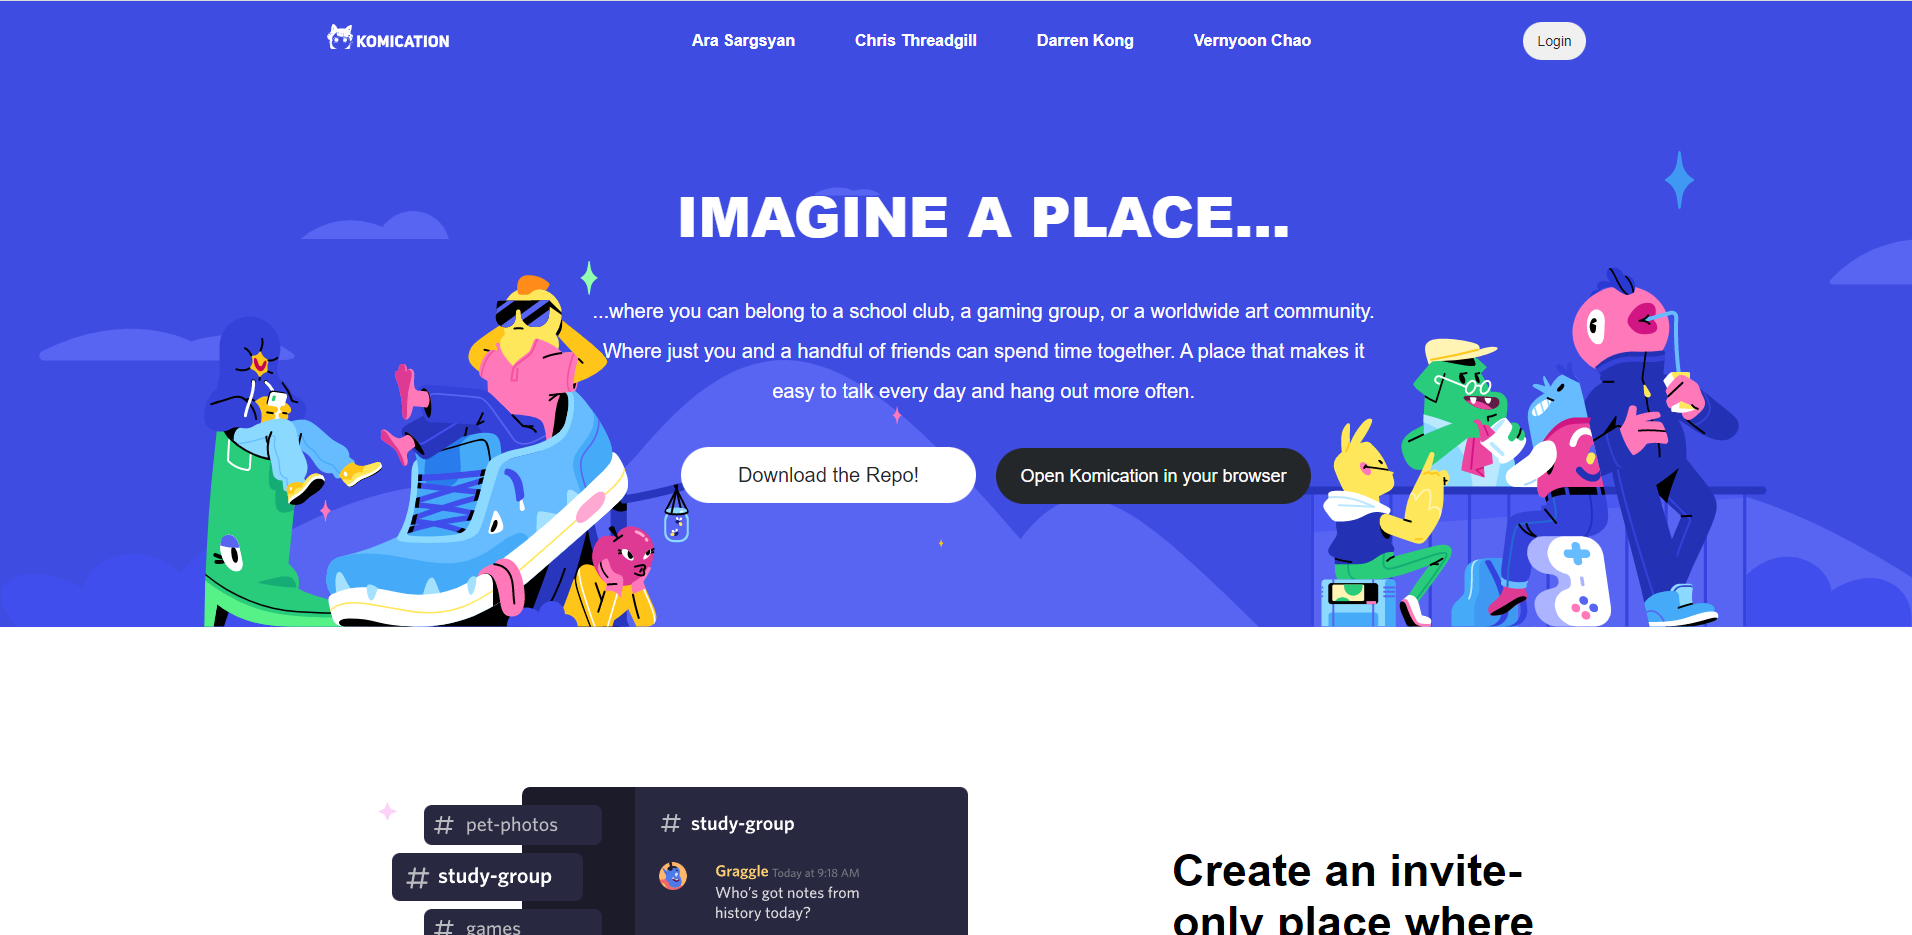 KOMICATION
Ara Sargsyan
Chris Threadgill
Darren Kong
Vernyoon Chao
Login
IMAGINE A PLACE...
...where you can belong to a school club, a gaming group, or a worldwide art community.
Where just you and a handful of friends can spend time together. A place that makes it
easy to talk every day and hang out more often.
Download the Repo!
Open Komication in your browser
# pet-photos
# study-group
# games
# study-group
Graggle Today at 9:18 AM
Who's got notes from
history today?
Create an invite-
only place where